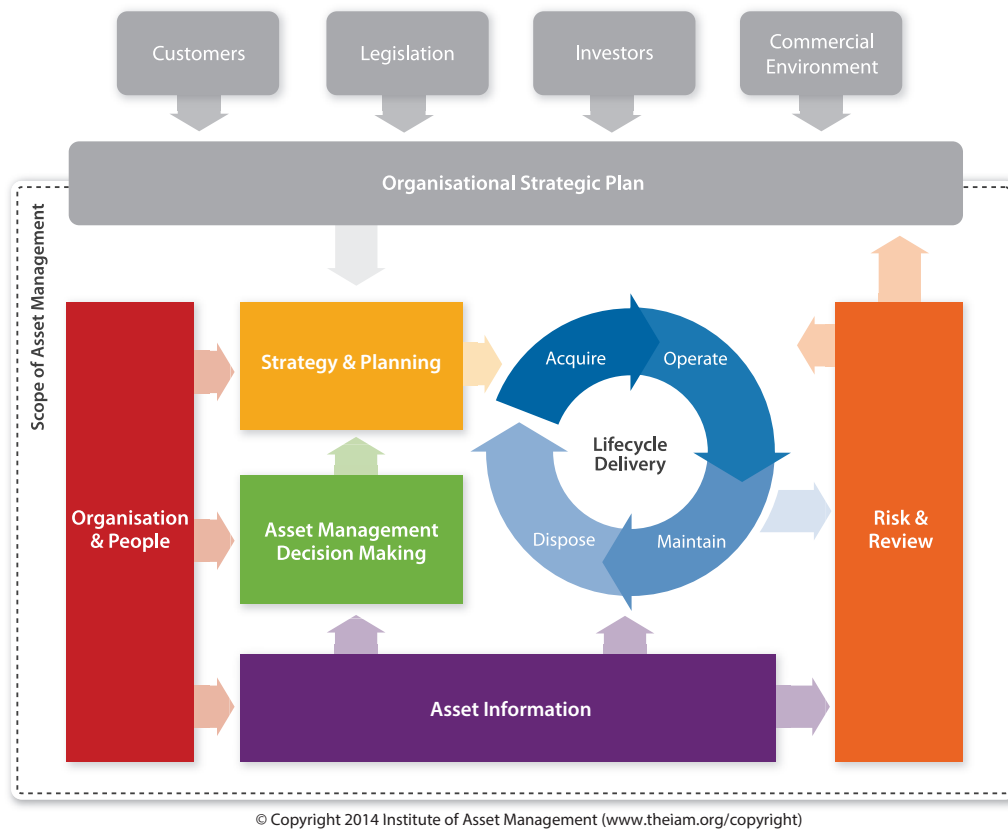 Customers
Legislation
Investors
Commercial
Environment
Organisational Strategic Plan
Scope of Asset Management
Organisation
& People
Strategy & Planning
Asset Management
Decision Making
Acquire
Operate
Lifecycle
Delivery
Dispose
Maintain
Risk &
Review
Asset Information
© Copyright 2014 Institute of Asset Management (www.theiam.org/copyright)